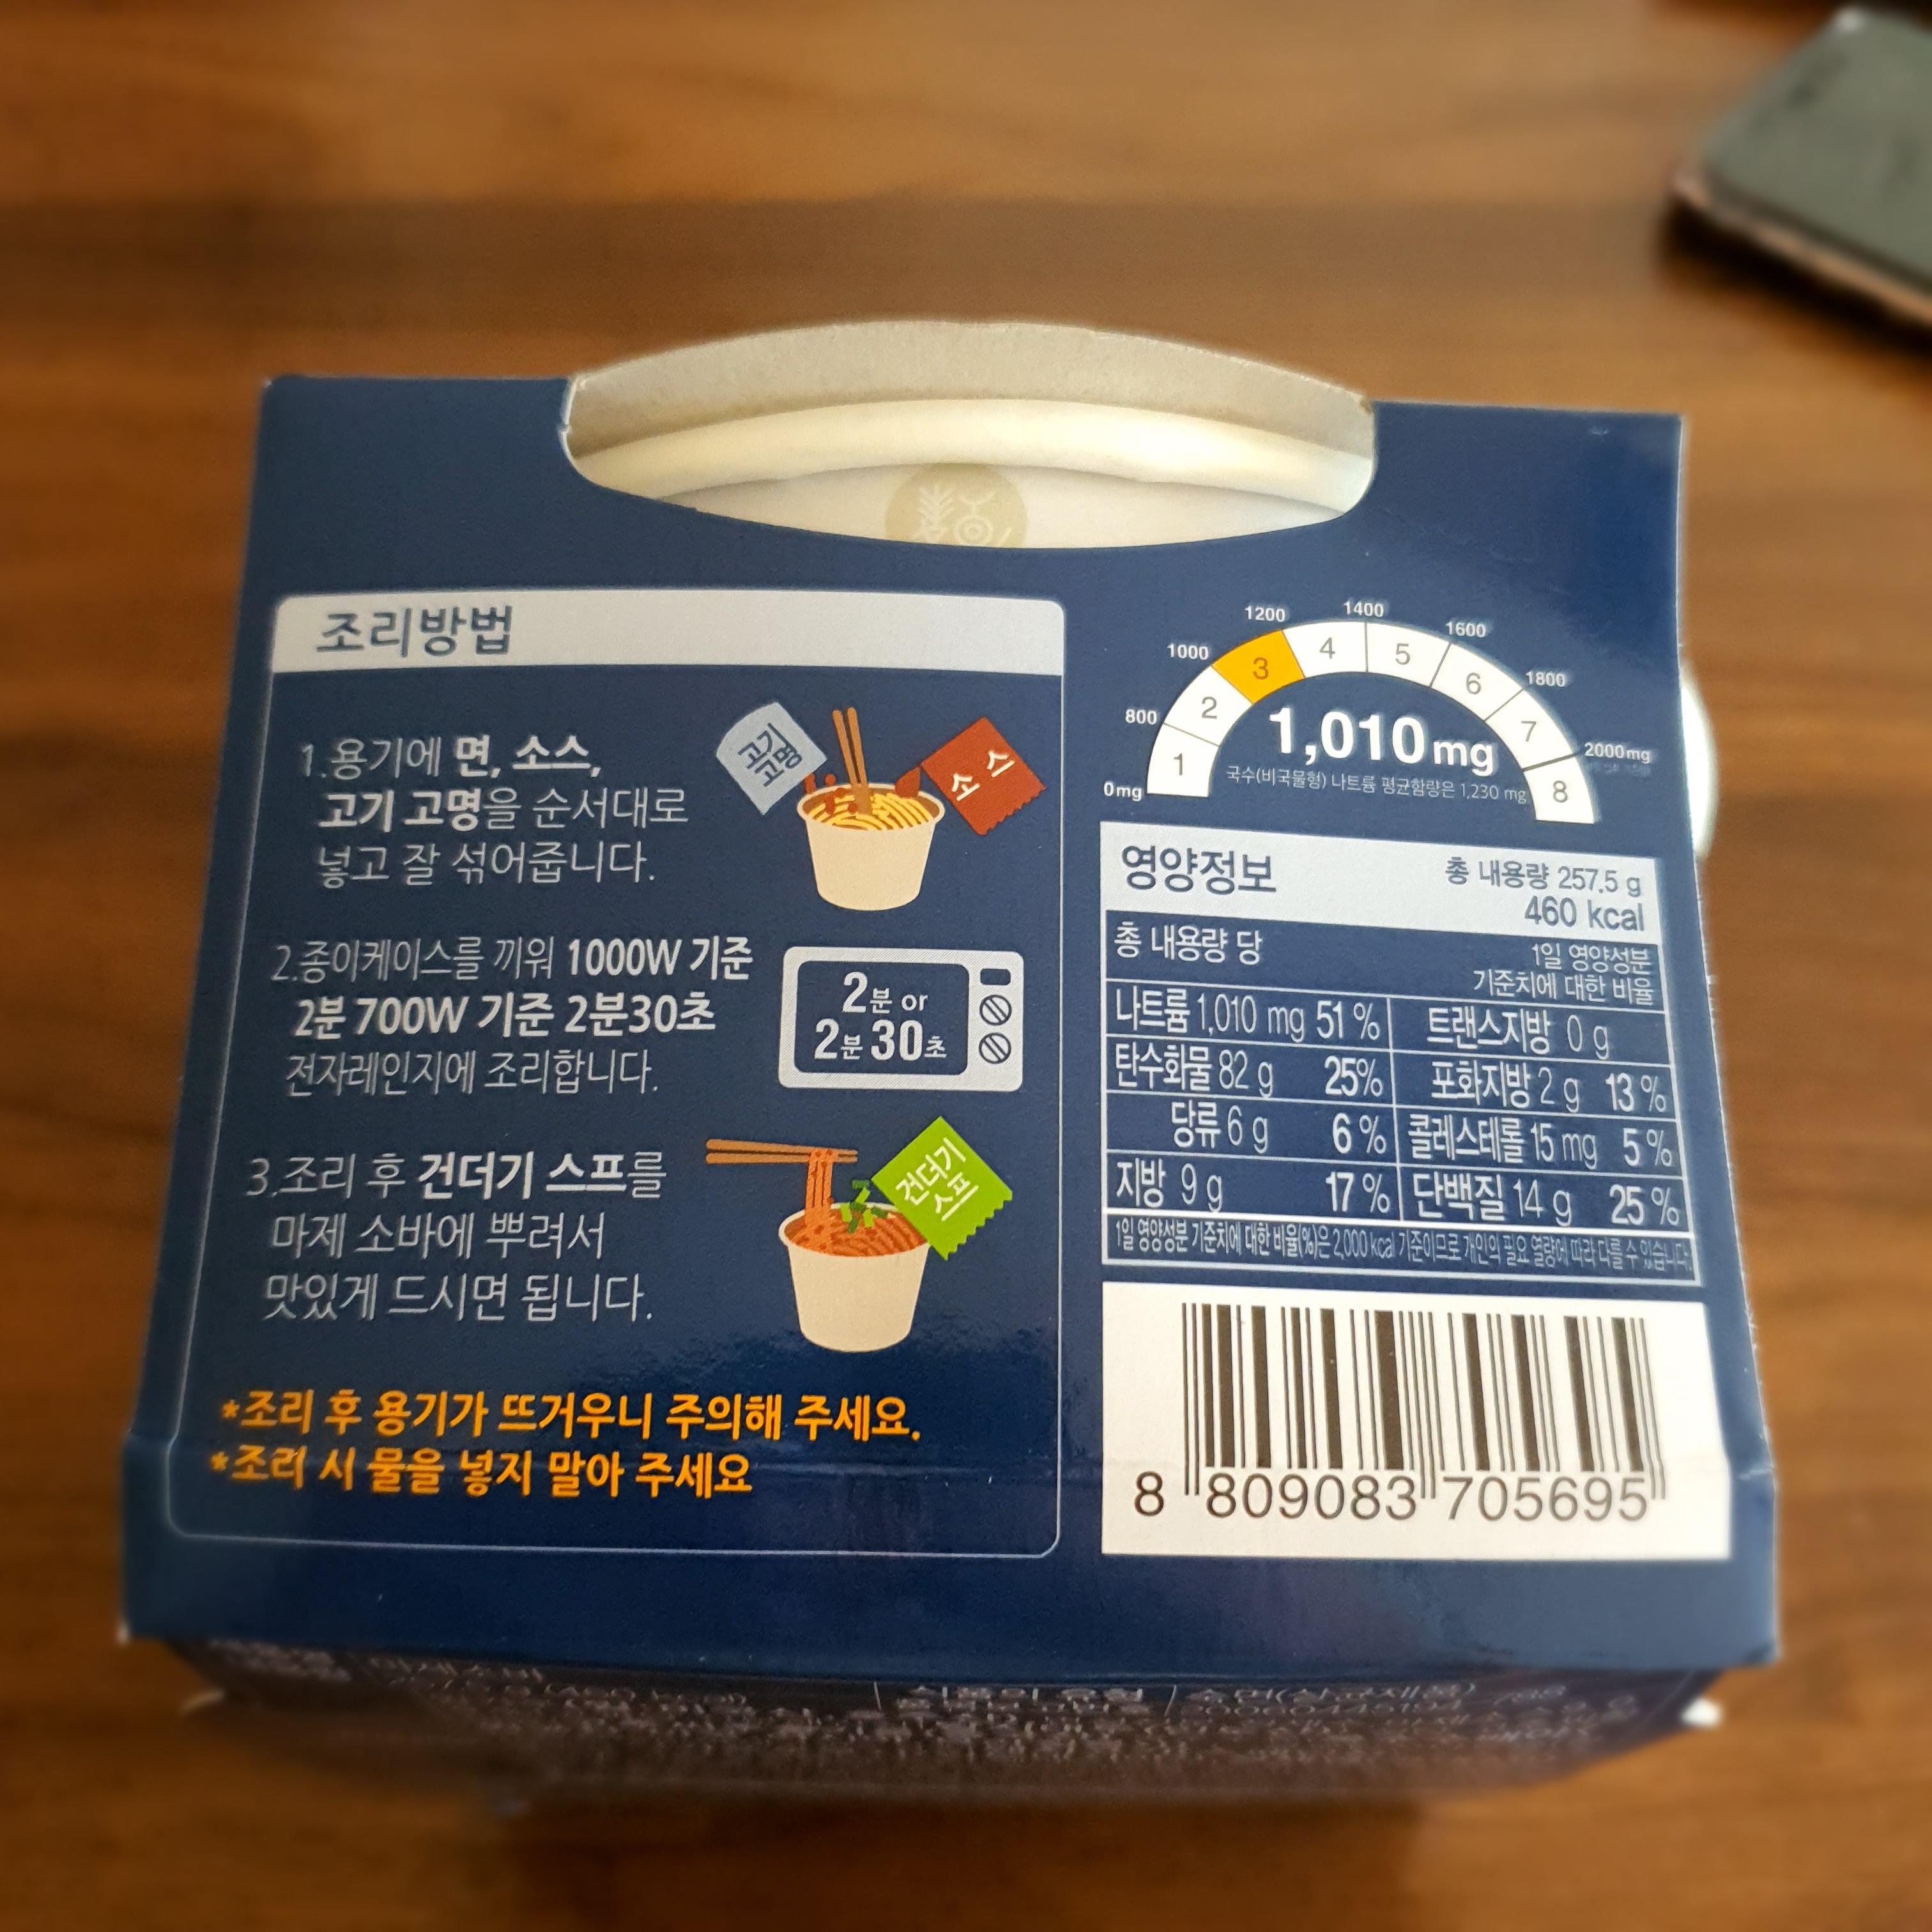 조리방법
1.용기에 면, 소스,
고기 고명을 순서대로
넣고 잘 섞어줍니다.
고기
고명
소스
2.종이케이스를 끼워 1000W 기준
2분 700W 기준 2분30초
전자레인지에 조리합니다.
2분 or
2분 30초
3.조리 후 건더기 스프를
마제 소바에 뿌려서
맛있게 드시면 됩니다.
건더기
스프
*조리 후 용기가 뜨거우니 주의해 주세요.
*조리 시 물을 넣지 말아 주세요
0mg 800 1000 1200 1400 1600 1800 2000mg
1 2 3 4 5 6 7 8
1,010 mg
국수(비국물형) 나트륨 평균함량은 1,230 mg
영양정보
총 내용량 257.5 g
460 kcal
총 내용량 당
1일 영양성분
기준치에 대한 비율
나트륨 1,010 mg 51 % 트랜스지방 0 g
탄수화물 82 g 25% 포화지방 2 g 13 %
당류 6 g 6 % 콜레스테롤 15 mg 5 %
지방 9 g 17 % 단백질 14 g 25 %
1일 영양성분 기준치에 대한 비율(%)은 2,000 kcal 기준이므로 개인의 필요 열량에 따라 다를 수 있습니다.
8 809083 705695